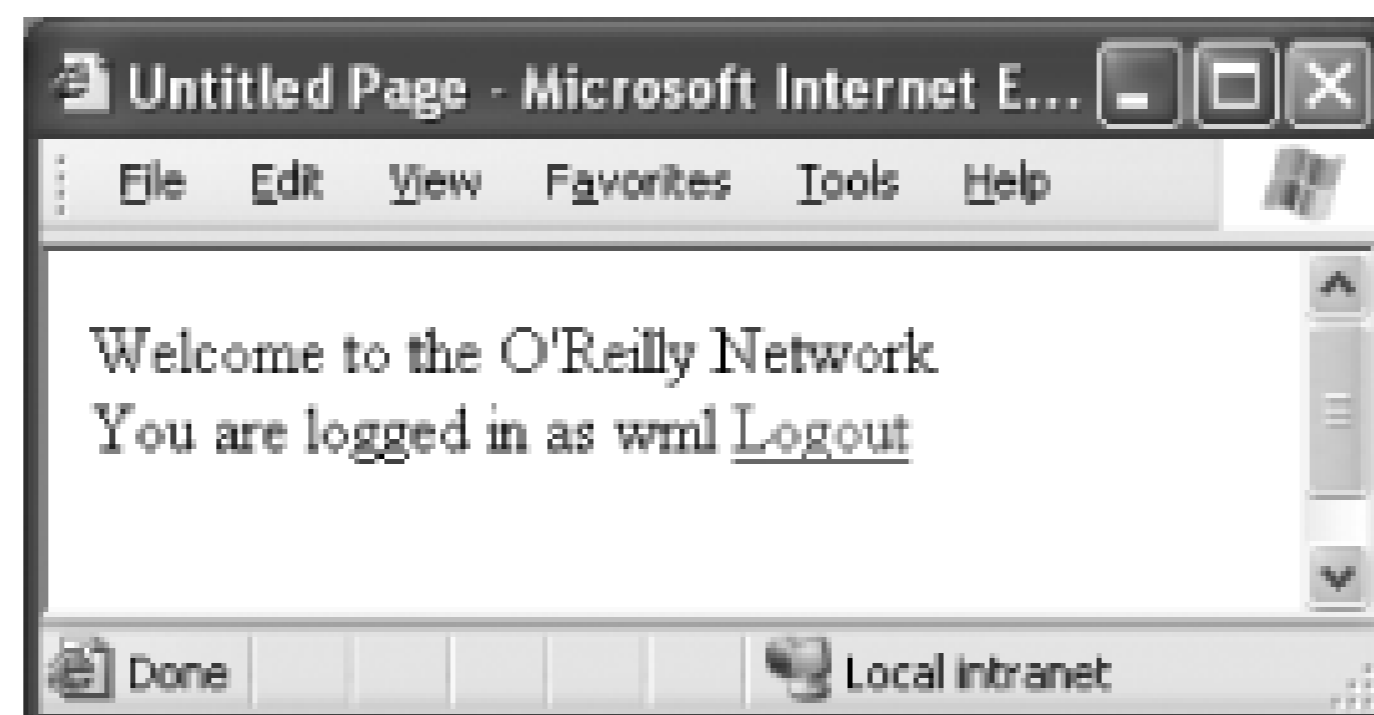 Untitled Page - Microsoft Internet E...
File Edit View Favorites Tools Help
Welcome to the O'Reilly Network
You are logged in as wml Logout
Done Local intranet